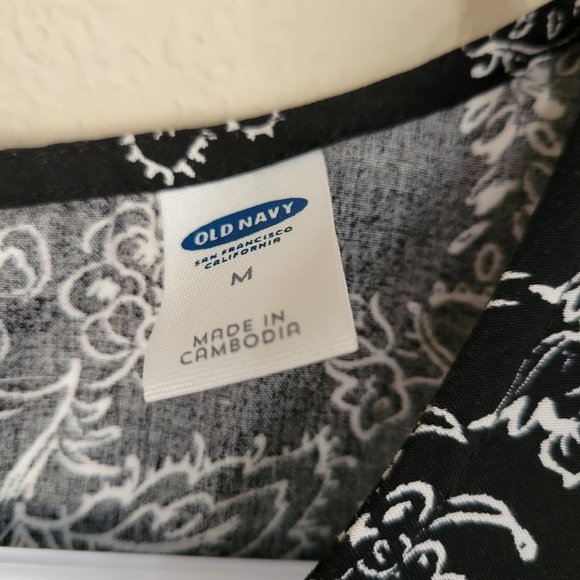 OLD NAVY
SAN FRANCISCO
CALIFORNIA
M
MADE IN
CAMBODIA